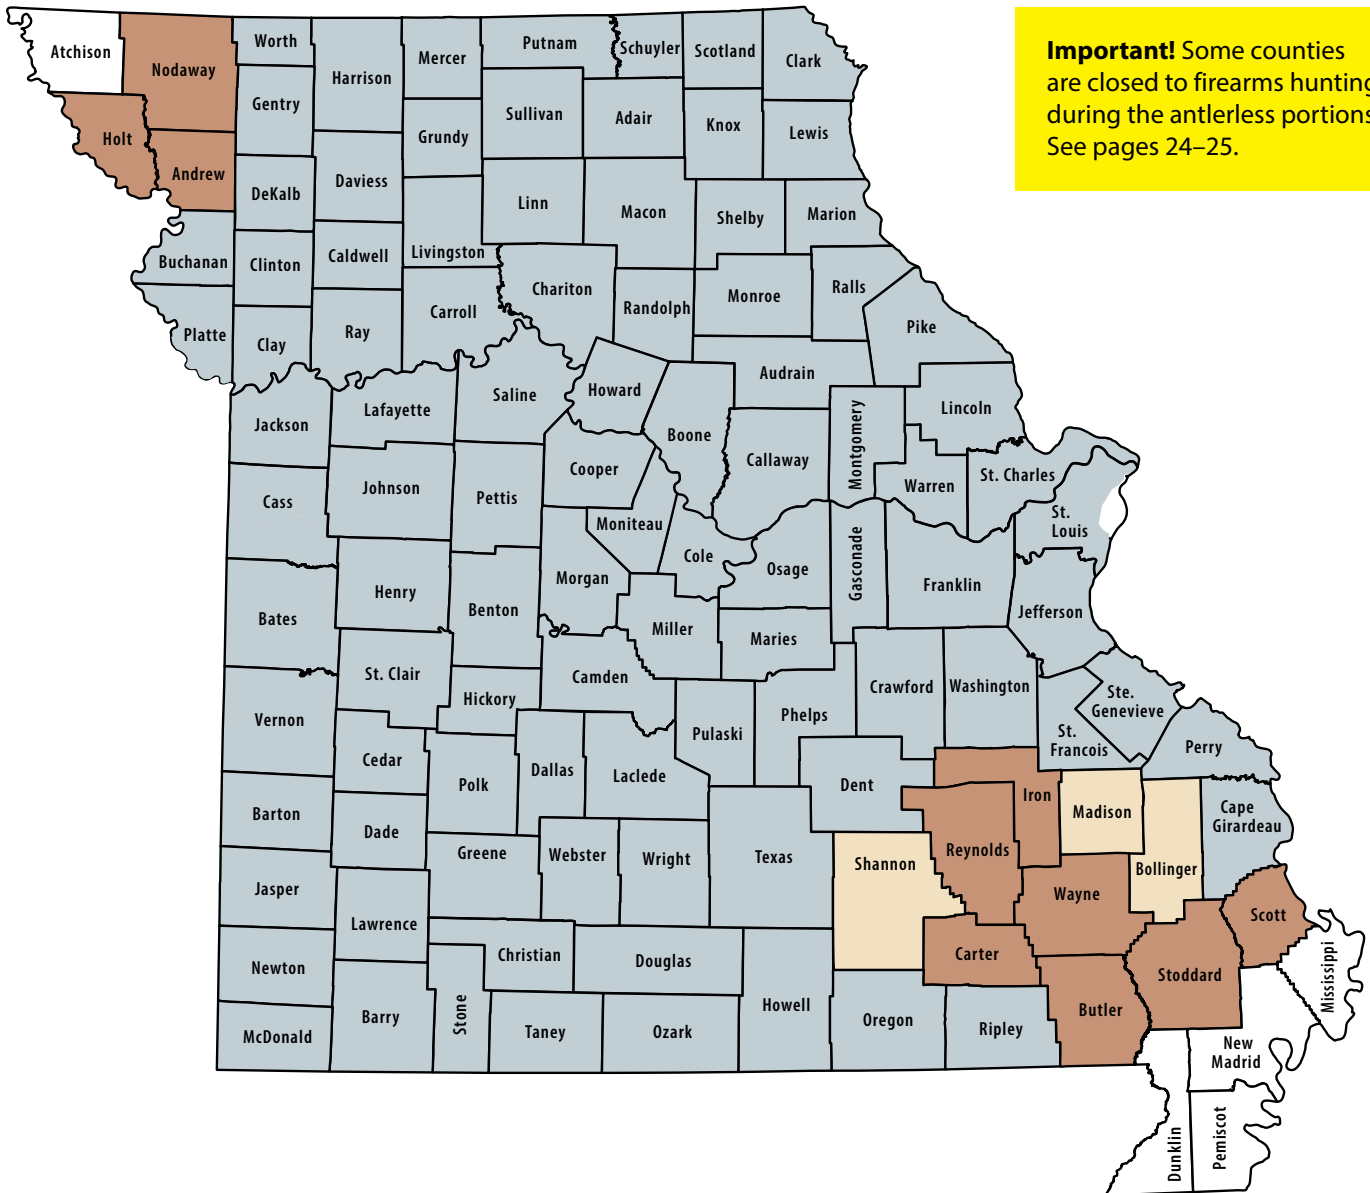 Important! Some counties
are closed to firearms hunting
during the antlerless portions
See pages 24–25.
Atchison
Nodaway
Worth
Harrison
Mercer
Putnam
Schuyler
Scotland
Clark
Gentry
Sullivan
Adair
Knox
Lewis
Holt
Andrew
DeKalb
Daviess
Grundy
Linn
Macon
Shelby
Marion
Buchanan
Clinton
Caldwell
Livingston
Chariton
Randolph
Monroe
Ralls
Pike
Platte
Clay
Ray
Carroll
Audrain
Jackson
Lafayette
Saline
Howard
Boone
Callaway
Montgomery
Lincoln
Cass
Johnson
Pettis
Cooper
Moniteau
Warren
St. Charles
St.
Louis
Cole
Osage
Gasconade
Franklin
Jefferson
Bates
Henry
Benton
Morgan
Miller
Maries
St. Clair
Hickory
Camden
Pulaski
Phelps
Crawford
Washington
Ste.
Genevieve
St.
Francois
Perry
Vernon
Cedar
Polk
Dallas
Laclede
Dent
Iron
Madison
Cape
Girardeau
Barton
Dade
Greene
Webster
Wright
Texas
Shannon
Reynolds
Bollinger
Jasper
Lawrence
Wayne
Scott
Newton
Christian
Douglas
Howell
Carter
Stoddard
Mississippi
McDonald
Barry
Stone
Taney
Ozark
Oregon
Ripley
Butler
New
Madrid
Dunklin
Pemiscot